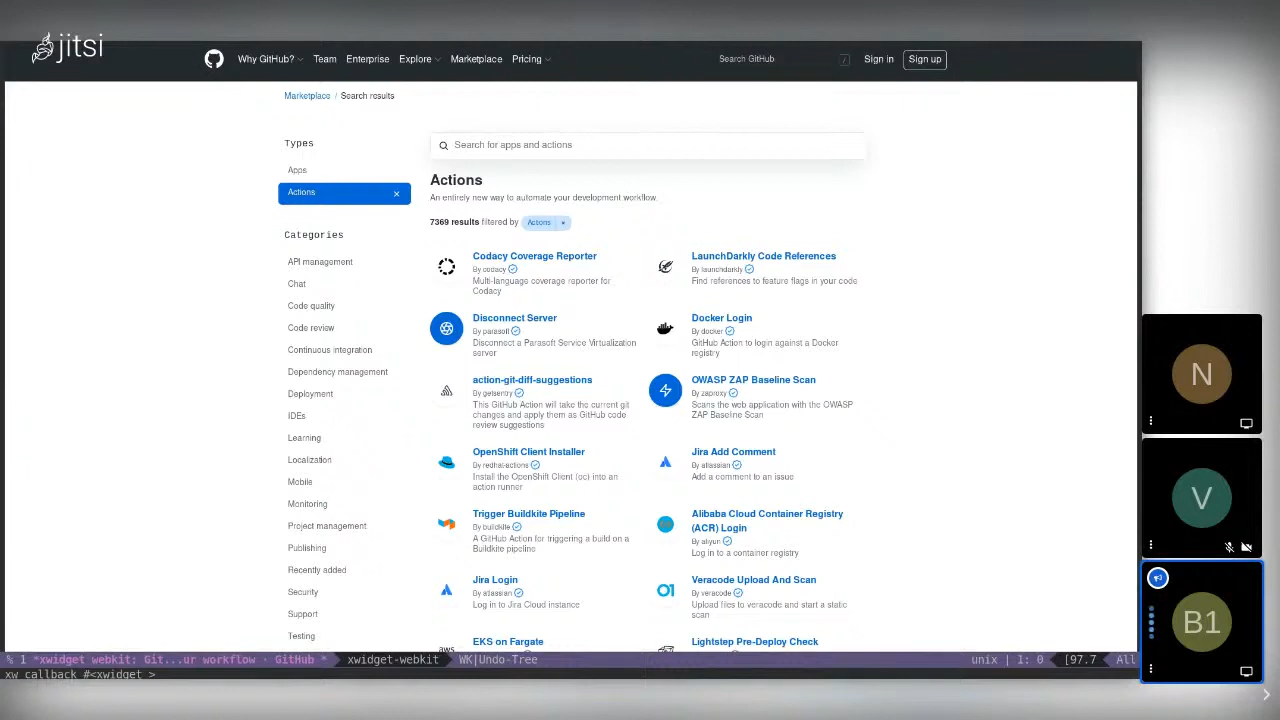 jitsi
Why GitHub? Team Enterprise Explore Marketplace Pricing Search GitHub / Sign in Sign up
Marketplace / Search results
Types
Apps
Actions ×
Categories
API management
Chat
Code quality
Code review
Continuous integration
Dependency management
Deployment
IDEs
Learning
Localization
Mobile
Monitoring
Project management
Publishing
Recently added
Security
Support
Testing
Search for apps and actions
Actions
An entirely new way to automate your development workflow.
7369 results filtered by Actions ×
Codacy Coverage Reporter
By codacy
Multi-language coverage reporter for
Codacy
LaunchDarkly Code References
By launchdarkly
Find references to feature flags in your code
Disconnect Server
By parasoft
Disconnect a Parasoft Service Virtualization
server
Docker Login
By docker
GitHub Action to login against a Docker
registry
action-git-diff-suggestions
By getsentry
This GitHub Action will take the current git
changes and apply them as GitHub code
review suggestions
OWASP ZAP Baseline Scan
By zaproxy
Scans the web application with the OWASP
ZAP Baseline Scan
OpenShift Client Installer
By redhat-actions
Install the OpenShift Client (oc) into an
action runner
Jira Add Comment
By atlassian
Add a comment to an issue
Trigger Buildkite Pipeline
By buildkite
A GitHub Action for triggering a build on a
Buildkite pipeline
Alibaba Cloud Container Registry
(ACR) Login
By aliyun
Log in to a container registry
Jira Login
By atlassian
Log in to Jira Cloud instance
Veracode Upload And Scan
By veracode
Upload files to veracode and start a static
scan
aws
EKS on Fargate
Lightstep Pre-Deploy Check
% 1 *xwidget webkit: Git...ur workflow · GitHub * xwidget-webkit WK|Undo-Tree unix | 1: 0 [97.7 All
xw callback #<xwidget >
N
V
B1